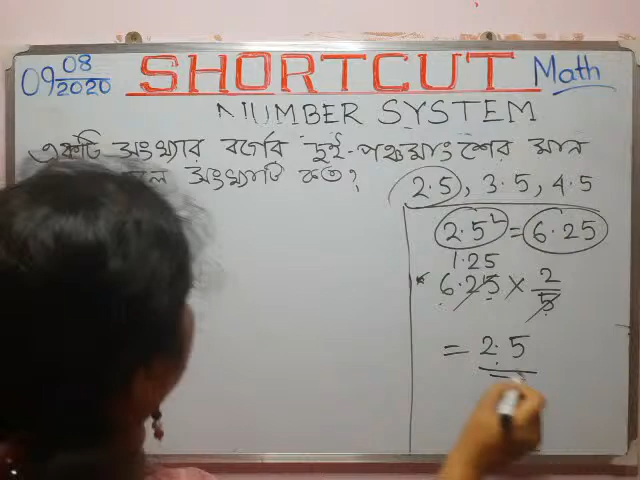 09 08/2020 SHORTCUT Math
NUMBER SYSTEM
একটি সংখ্যার বর্গের দুই-পঞ্চমাংশের মান
হলে সংখ্যাটি কত? 2.5, 3.5, 4.5
2.5² = 6.25
1.25
* 6.25 × 2/5
= 2.5